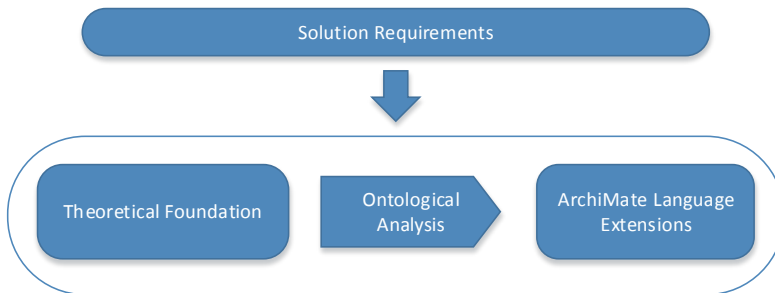 Solution Requirements
Theoretical Foundation
Ontological
Analysis
ArchiMate Language
Extensions